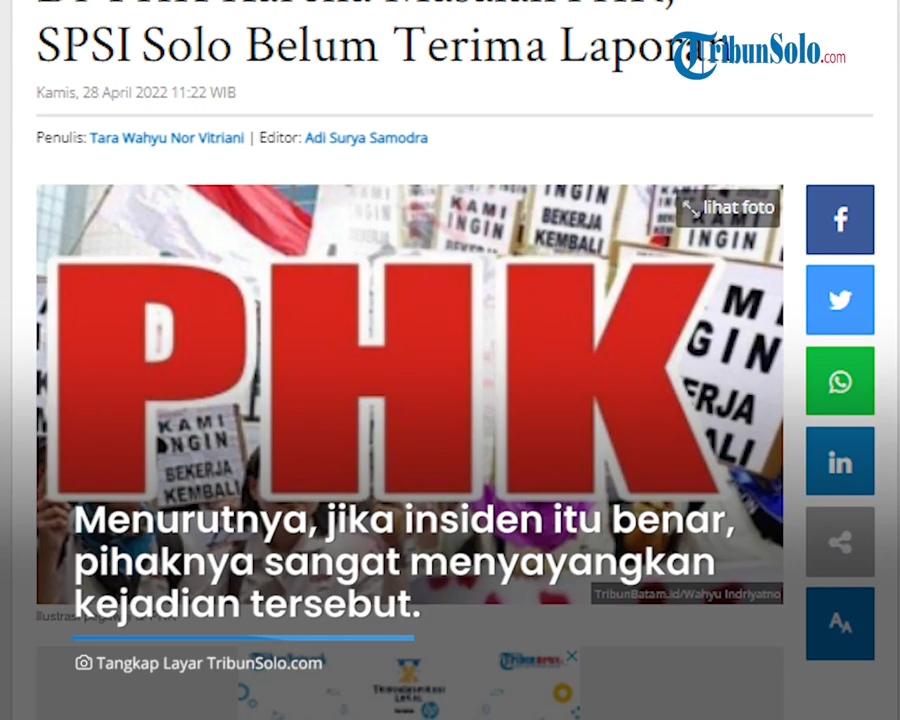 SPSI Solo Belum Terima Laporan
TribunSolo.com
Kamis, 28 April 2022 11:22 WIB
Penulis: Tara Wahyu Nor Vitriani | Editor: Adi Surya Samodra
lihat foto
KAMI
INGIN
INGIN
BEKERJA
KEMBALI
INGIN
PHK
KAMI
INGIN
BEKERJA
KEMBALI
Menurutnya, jika insiden itu benar,
pihaknya sangat menyayangkan
kejadian tersebut.
TribunBatam.id/Wahyu Indriyatno
Tangkap Layar TribunSolo.com